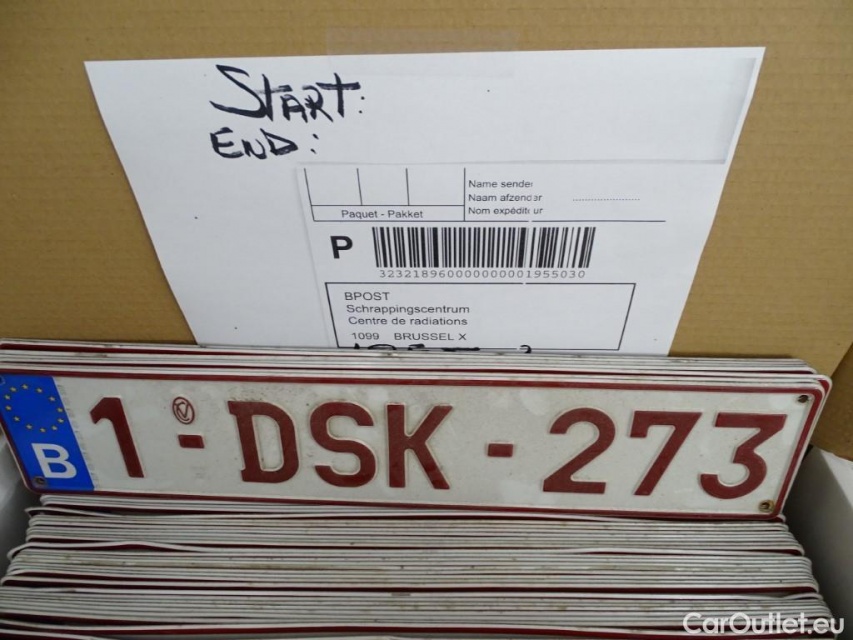 START:
END:
Name sender
Naam afzender
Nom expéditeur
Paquet - Pakket
P
3232189600000000001955030
BPOST
Schrappingscentrum
Centre de radiations
1099 BRUSSEL X
B 1-DSK-273
CarOutlet.eu